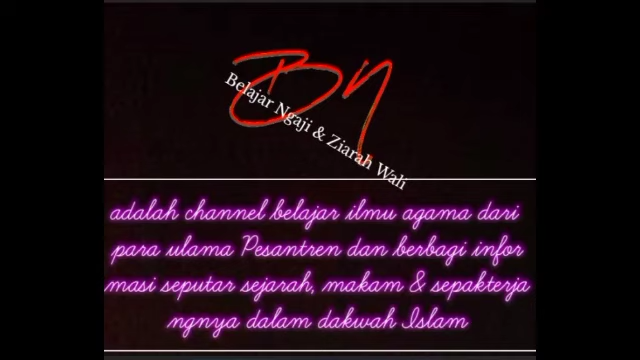 BN
Belajar Ngaji & Ziarah Wali
adalah channel belajar ilmu agama dari
para ulama Pesantren dan berbagi infor
masi seputar sejarah, makam & sepakterja
ngnya dalam dakwah Islam